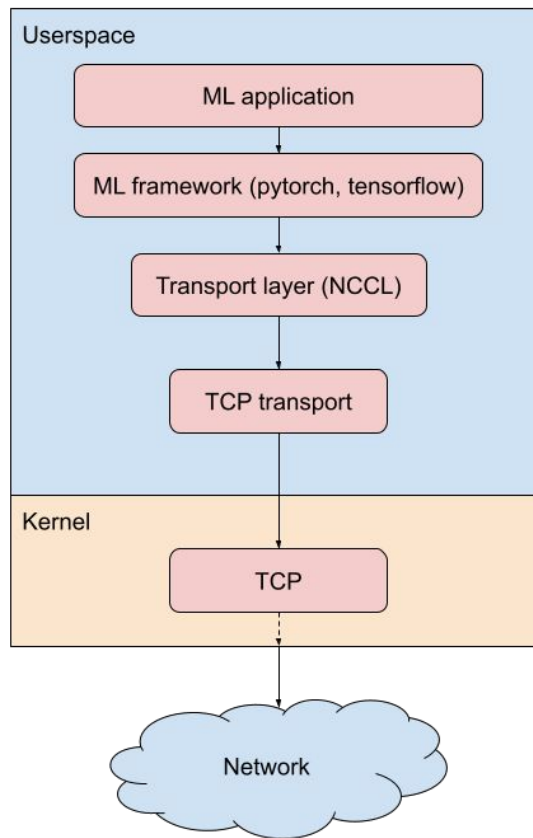 Userspace
ML application
ML framework (pytorch, tensorflow)
Transport layer (NCCL)
TCP transport
Kernel
TCP
Network